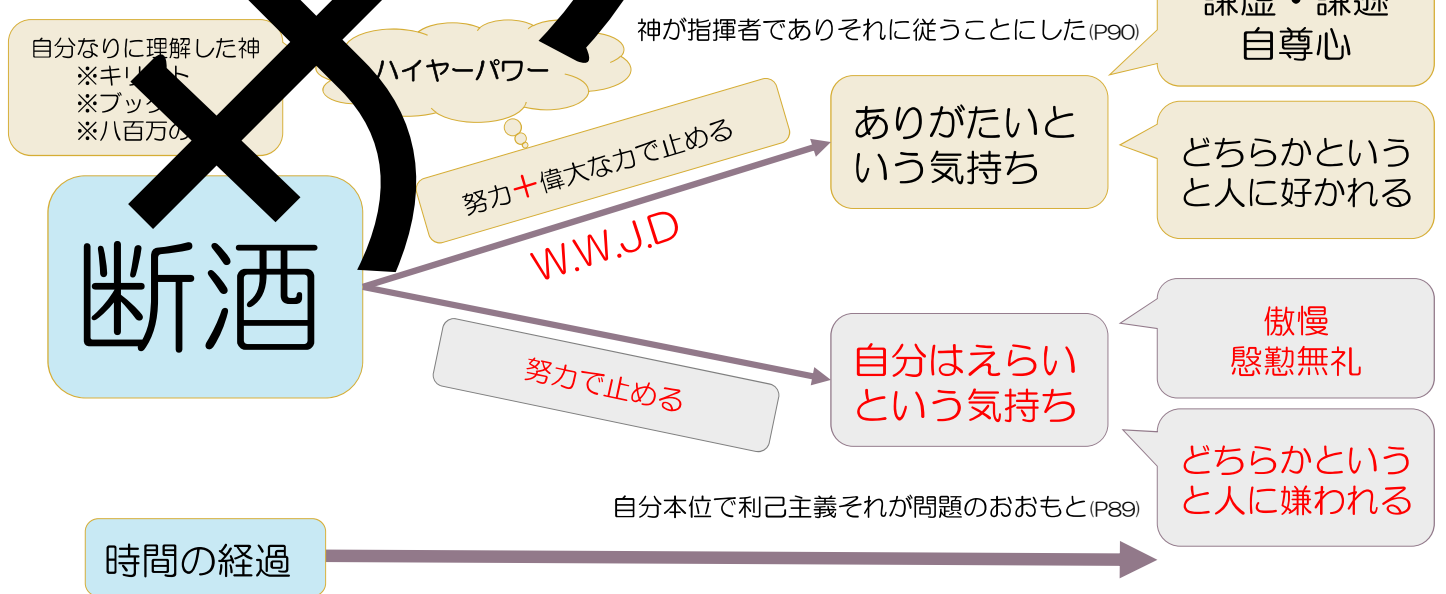 神が指揮者でありそれに従うことにした(P90)
自尊心
自分なりに理解した神
※キリ
※ブッ
※八百万の
ハイヤーパワー
努力＋偉大な力で止める
ありがたいと
いう気持ち
どちらかという
と人に好かれる
断酒
W.W.J.D
努力で止める
自分はえらい
という気持ち
傲慢
慇懃無礼
どちらかという
と人に嫌われる
自分本位で利己主義それが問題のおおもと(P89)
時間の経過